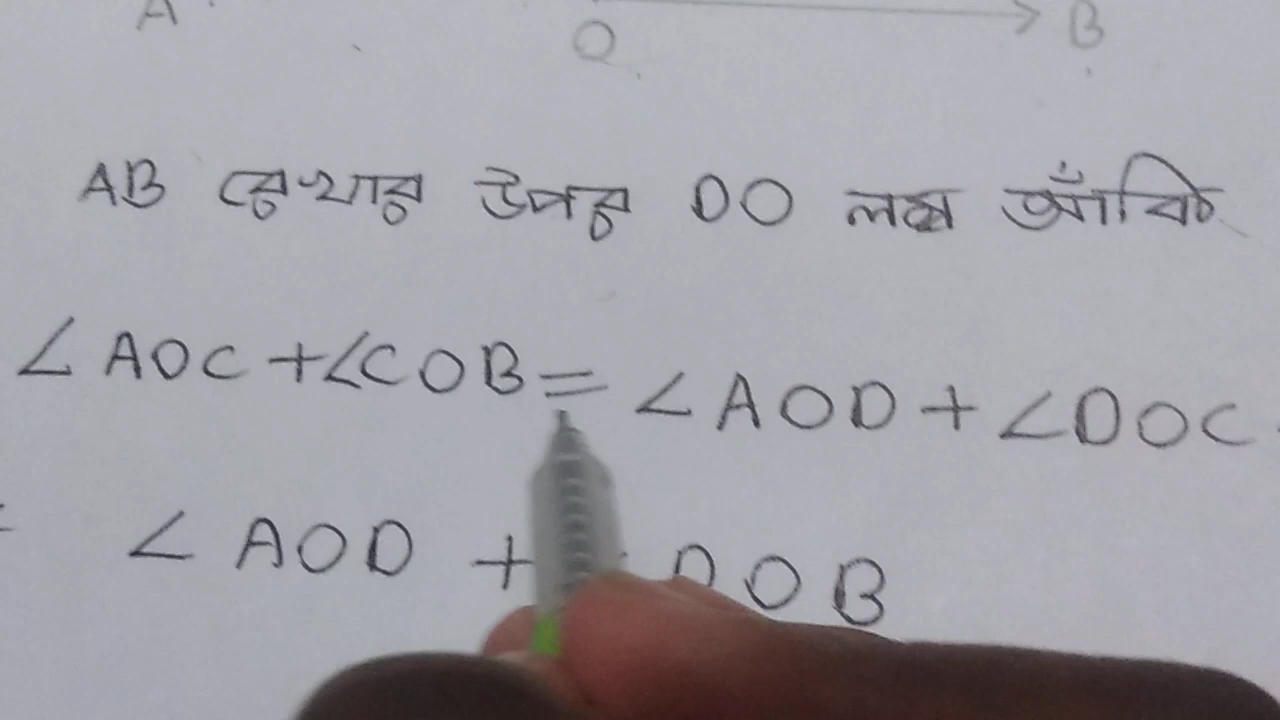 A O B
AB রেখার উপর DO লম্ব আঁকি
∠AOC +∠COB = ∠AOD + ∠DOC
= ∠AOD + DOB